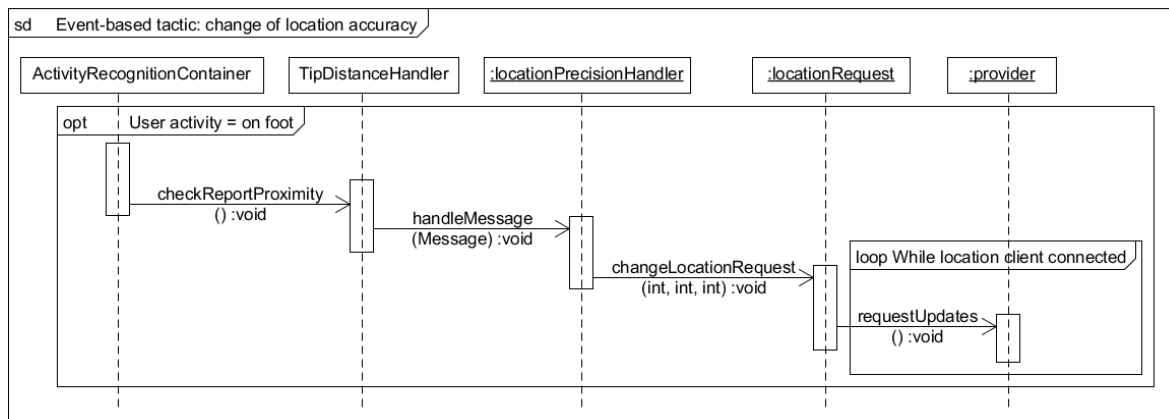 sd Event-based tactic: change of location accuracy
ActivityRecognitionContainer TipDistanceHandler :locationPrecisionHandler :locationRequest :provider
opt User activity = on foot
checkReportProximity
() :void
handleMessage
(Message) :void
loop While location client connected
changeLocationRequest
(int, int, int) :void
requestUpdates
() :void